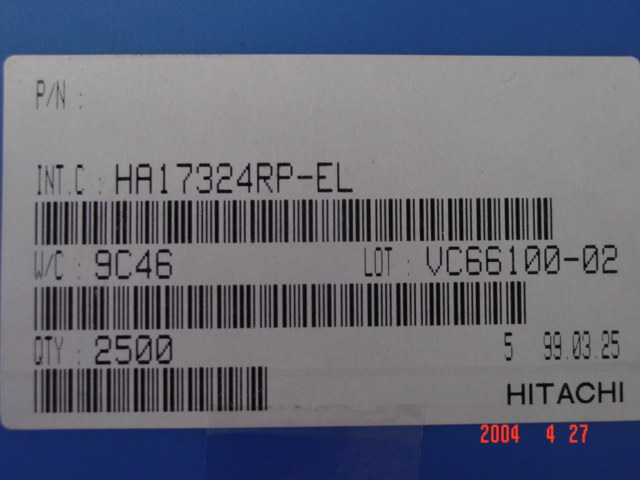 P/N :
INT.C : HA17324RP-EL
W/C : 9C46 LOT : VC66100-02
QTY : 2500 5 99.03.25
HITACHI
2004 4 27